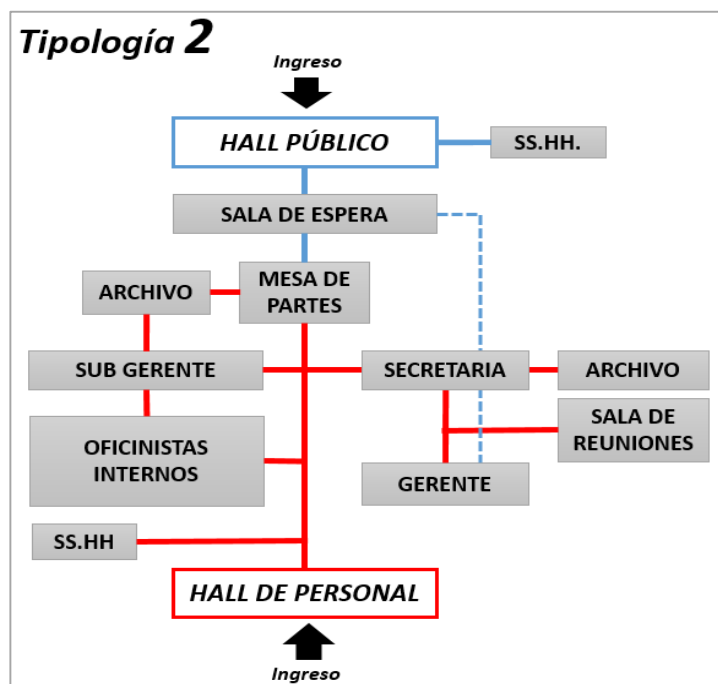 Tipología 2
Ingreso
HALL PÚBLICO
SS.HH.
SALA DE ESPERA
MESA DE
PARTES
ARCHIVO
SUB GERENTE
SECRETARIA
ARCHIVO
OFICINISTAS
INTERNOS
SALA DE
REUNIONES
GERENTE
SS.HH
HALL DE PERSONAL
Ingreso